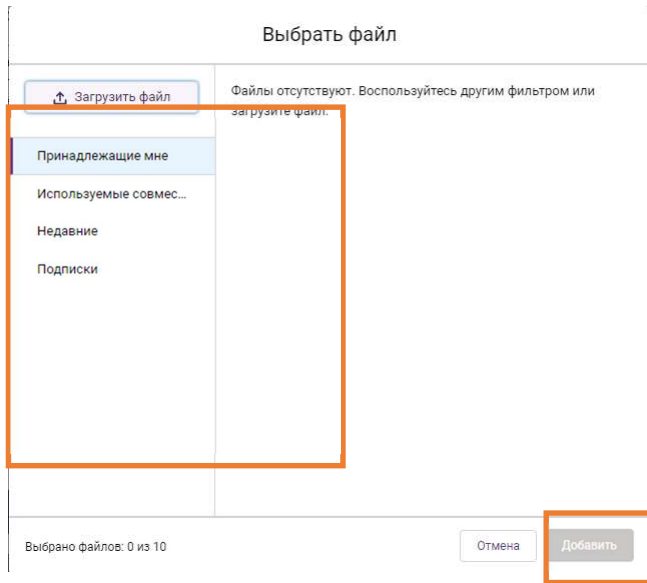 Выбрать файл
Загрузить файл
Файлы отсутствуют. Воспользуйтесь другим фильтром или
загрузите файл.
Принадлежащие мне
Используемые совмес...
Недавние
Подписки
Выбрано файлов: 0 из 10
Отмена
Добавить